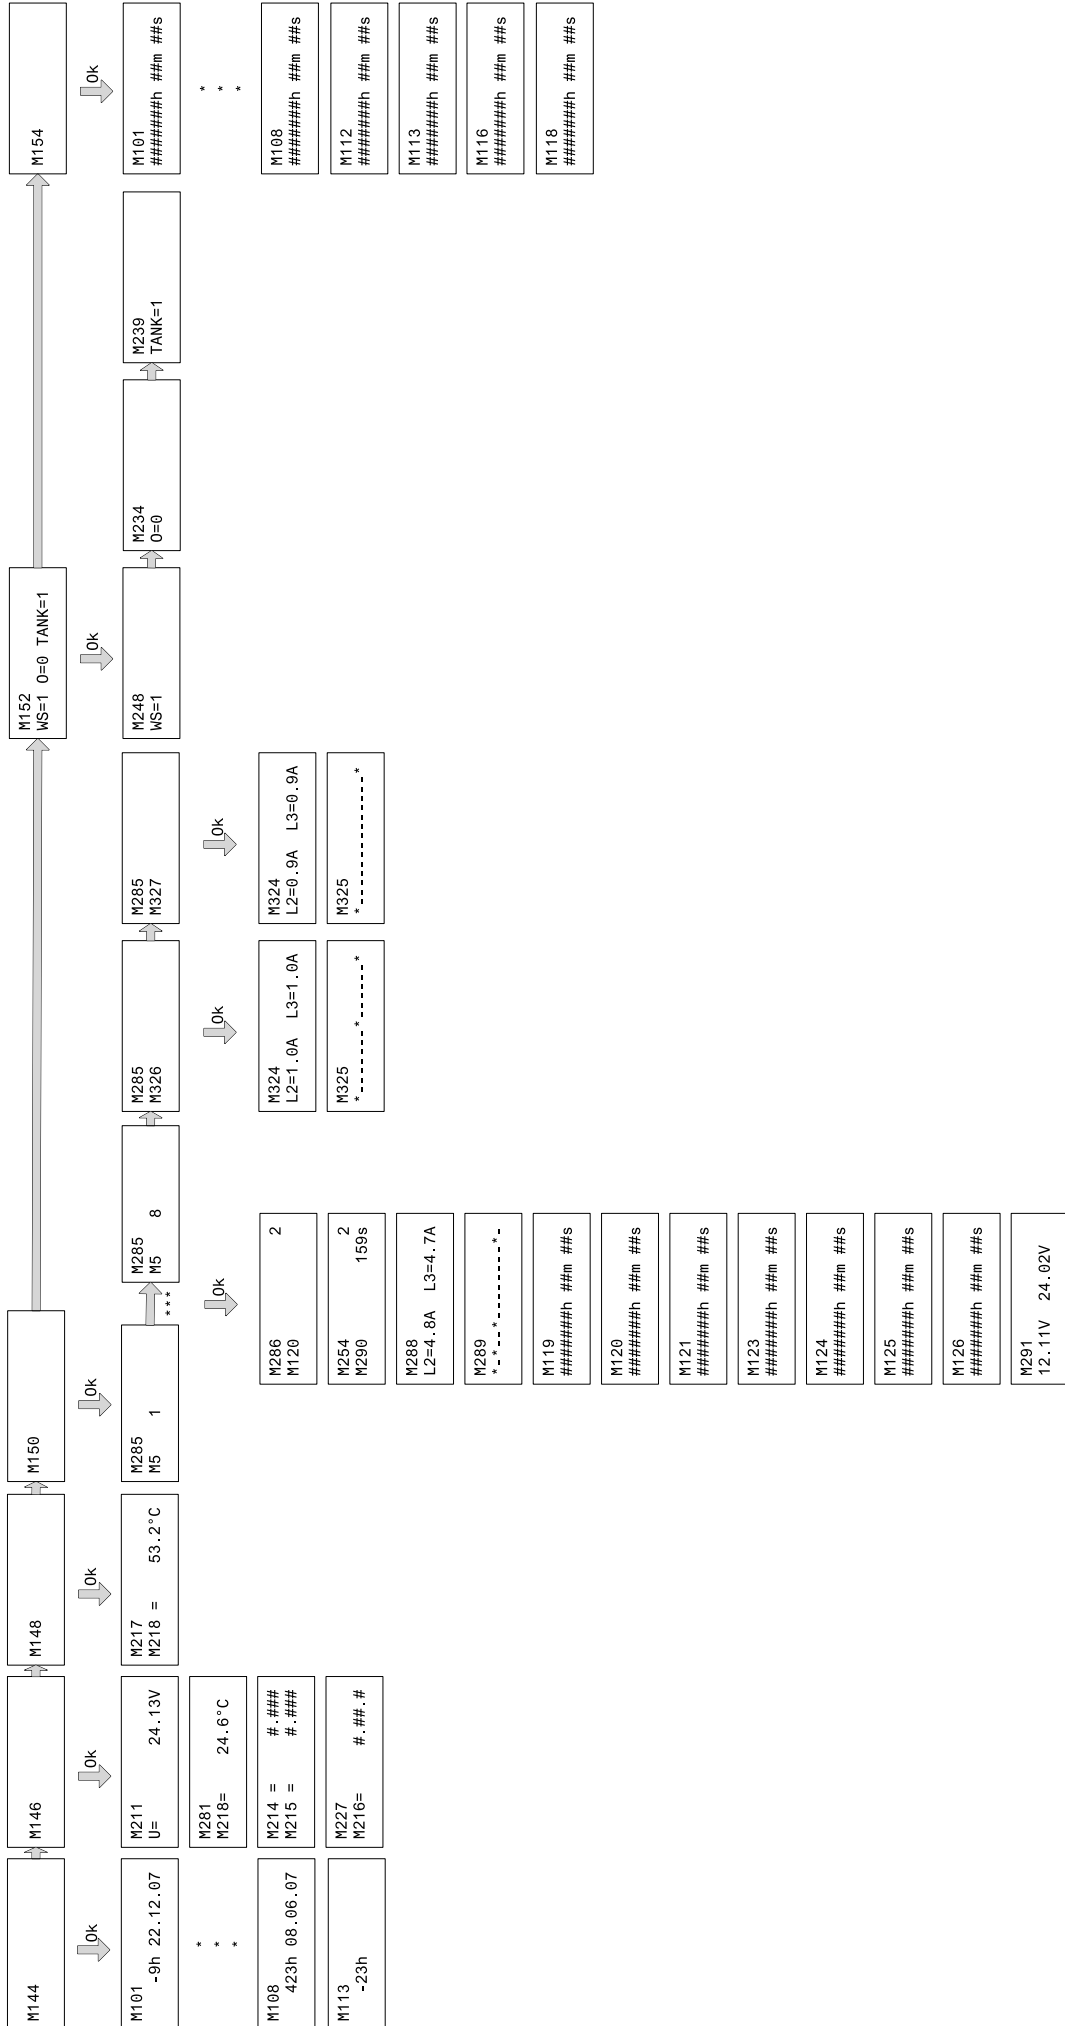 M144
Ok
M101
-9h 22.12.07
*
*
*
M108
423h 08.06.07
M113
-23h
M146
Ok
M211
U= 24.13V
M281
M218= 24.6°C
M214 = #.###
M215 = #.###
M227
M216= #.##.#
M148
Ok
M217
M218 = 53.2°C
M150
Ok
M285
M5 1
***
M285
M5 8
Ok
M286 2
M120
M254 2
M290 159s
M288
L2=4.8A L3=4.7A
M289
*-*--*---------*-
M119
#######h ##m ##s
M120
#######h ##m ##s
M121
#######h ##m ##s
M123
#######h ##m ##s
M124
#######h ##m ##s
M125
#######h ##m ##s
M126
#######h ##m ##s
M291
12.11V 24.02V
M285
M326
Ok
M324
L2=1.0A L3=1.0A
M325
*-------*------*
M285
M327
Ok
M324
L2=0.9A L3=0.9A
M325
*--------------*
M152
WS=1 O=0 TANK=1
Ok
M248
WS=1
M234
O=0
M239
TANK=1
M154
Ok
M101
#######h ##m ##s
*
*
*
M108
#######h ##m ##s
M112
#######h ##m ##s
M113
#######h ##m ##s
M116
#######h ##m ##s
M118
#######h ##m ##s